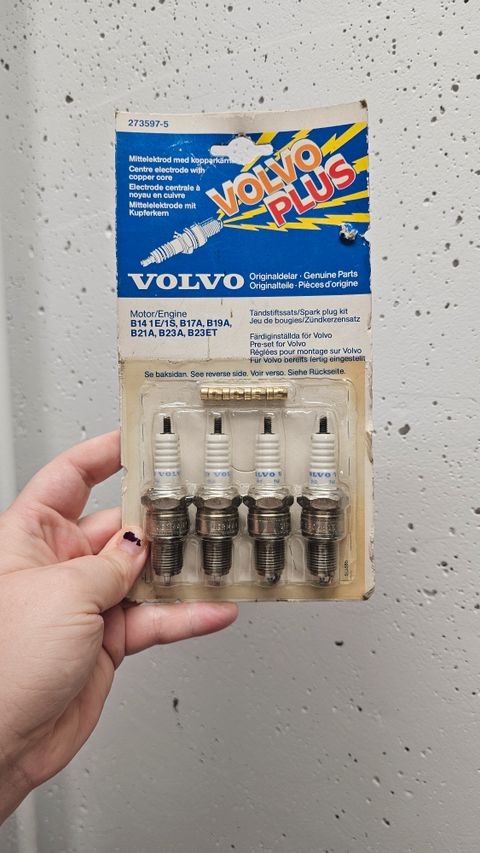 273597-5
Mittelektrod med kopparkärna
Centre electrode with
copper core
Electrode centrale à
noyau en cuivre
Mittelelektrode mit
Kupferkern
VOLVO
PLUS
VOLVO
Originaldelar · Genuine Parts
Originalteile · Pièces d'origine
Motor/Engine
B14 1E/1S, B17A, B19A,
B21A, B23A, B23ET
Tändstiftssats/Spark plug kit
Jeu de bougies/Zündkerzensatz
Färdiginställda för Volvo
Pre-set for Volvo
Réglées pour montage sur Volvo
Für Volvo bereits fertig eingestellt
Se baksidan. See reverse side. Voir verso. Siehe Rückseite.
VOLVO
VOLVO